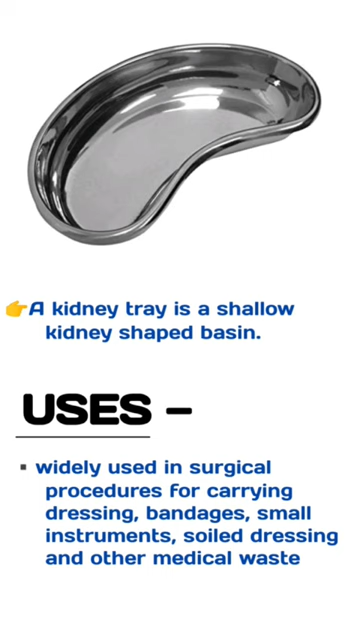 👉A kidney tray is a shallow
kidney shaped basin.
USES –
▪ widely used in surgical
procedures for carrying
dressing, bandages, small
instruments, soiled dressing
and other medical waste